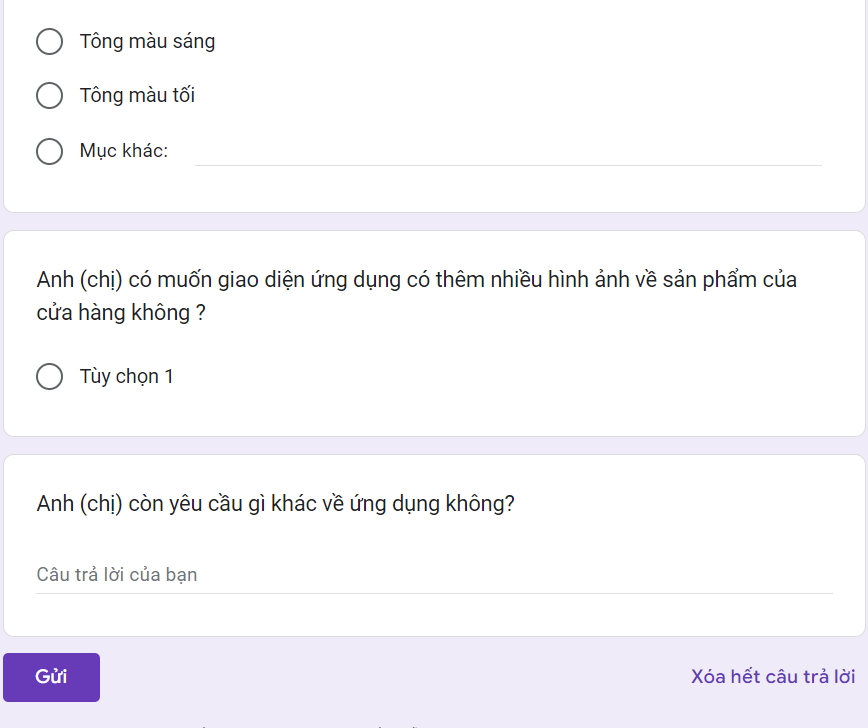 Tông màu sáng
Tông màu tối
Mục khác:
Anh (chị) có muốn giao diện ứng dụng có thêm nhiều hình ảnh về sản phẩm của
cửa hàng không ?
Tùy chọn 1
Anh (chị) còn yêu cầu gì khác về ứng dụng không?
Câu trả lời của bạn
Gửi
Xóa hết câu trả lời